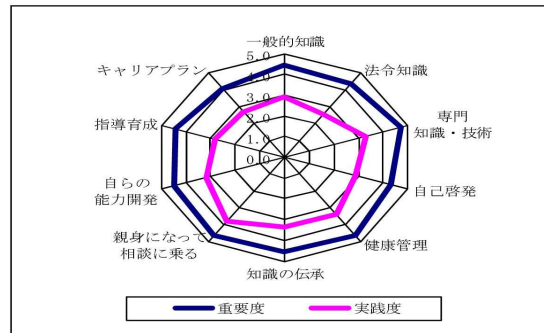 一般的知識
法令知識
専門
知識・技術
自己啓発
健康管理
知識の伝承
親身になって
相談に乗る
自らの
能力開発
指導育成
キャリアプラン
5.0
4.0
3.0
2.0
1.0
0.0
重要度
実践度